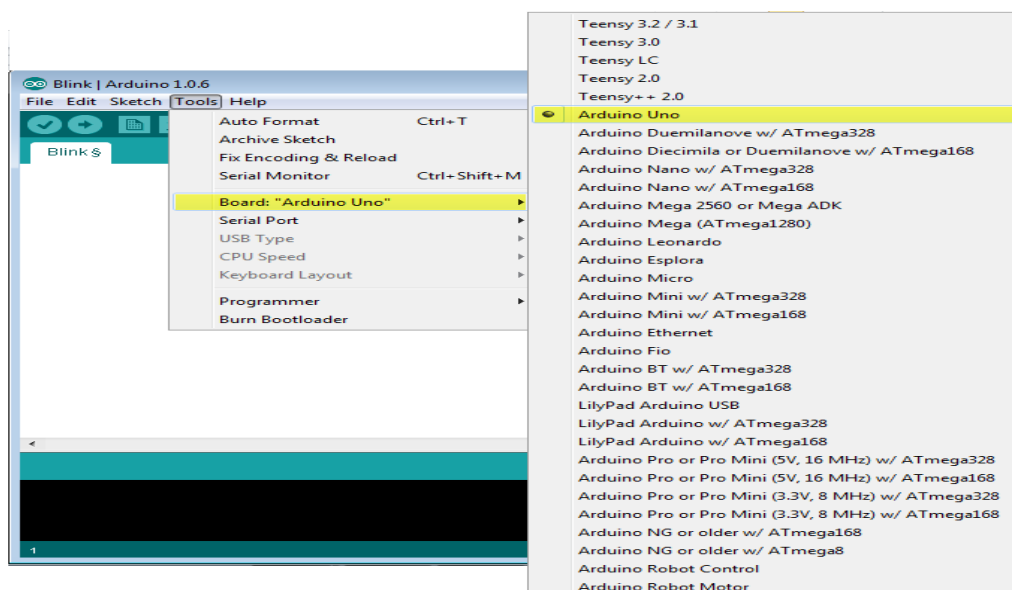 Blink | Arduino 1.0.6
File Edit Sketch Tools Help
Blink §
Auto Format Ctrl+T
Archive Sketch
Fix Encoding & Reload
Serial Monitor Ctrl+Shift+M
Board: "Arduino Uno"
Serial Port
USB Type
CPU Speed
Keyboard Layout
Programmer
Burn Bootloader
1
Teensy 3.2 / 3.1
Teensy 3.0
Teensy LC
Teensy 2.0
Teensy++ 2.0
Arduino Uno
Arduino Duemilanove w/ ATmega328
Arduino Diecimila or Duemilanove w/ ATmega168
Arduino Nano w/ ATmega328
Arduino Nano w/ ATmega168
Arduino Mega 2560 or Mega ADK
Arduino Mega (ATmega1280)
Arduino Leonardo
Arduino Esplora
Arduino Micro
Arduino Mini w/ ATmega328
Arduino Mini w/ ATmega168
Arduino Ethernet
Arduino Fio
Arduino BT w/ ATmega328
Arduino BT w/ ATmega168
LilyPad Arduino USB
LilyPad Arduino w/ ATmega328
LilyPad Arduino w/ ATmega168
Arduino Pro or Pro Mini (5V, 16 MHz) w/ ATmega328
Arduino Pro or Pro Mini (5V, 16 MHz) w/ ATmega168
Arduino Pro or Pro Mini (3.3V, 8 MHz) w/ ATmega328
Arduino Pro or Pro Mini (3.3V, 8 MHz) w/ ATmega168
Arduino NG or older w/ ATmega168
Arduino NG or older w/ ATmega8
Arduino Robot Control
Arduino Robot Motor